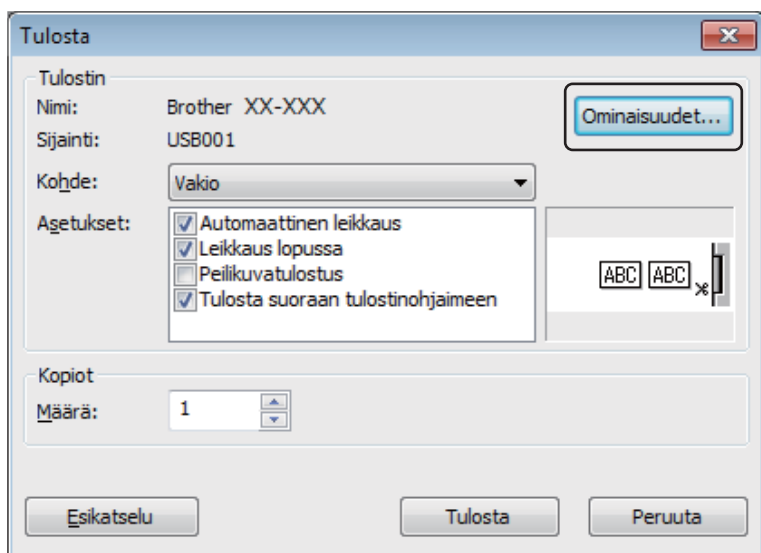 Tulosta
Tulostin
Nimi: Brother XX-XXX
Ominaisuudet...
Sijainti: USB001
Kohde: Vakio
Asetukset: Automaattinen leikkaus
Leikkaus lopussa
Peilikuvatulostus
Tulosta suoraan tulostinohjaimeen
ABC ABC
Kopiot
Määrä: 1
Esikatselu Tulosta Peruuta